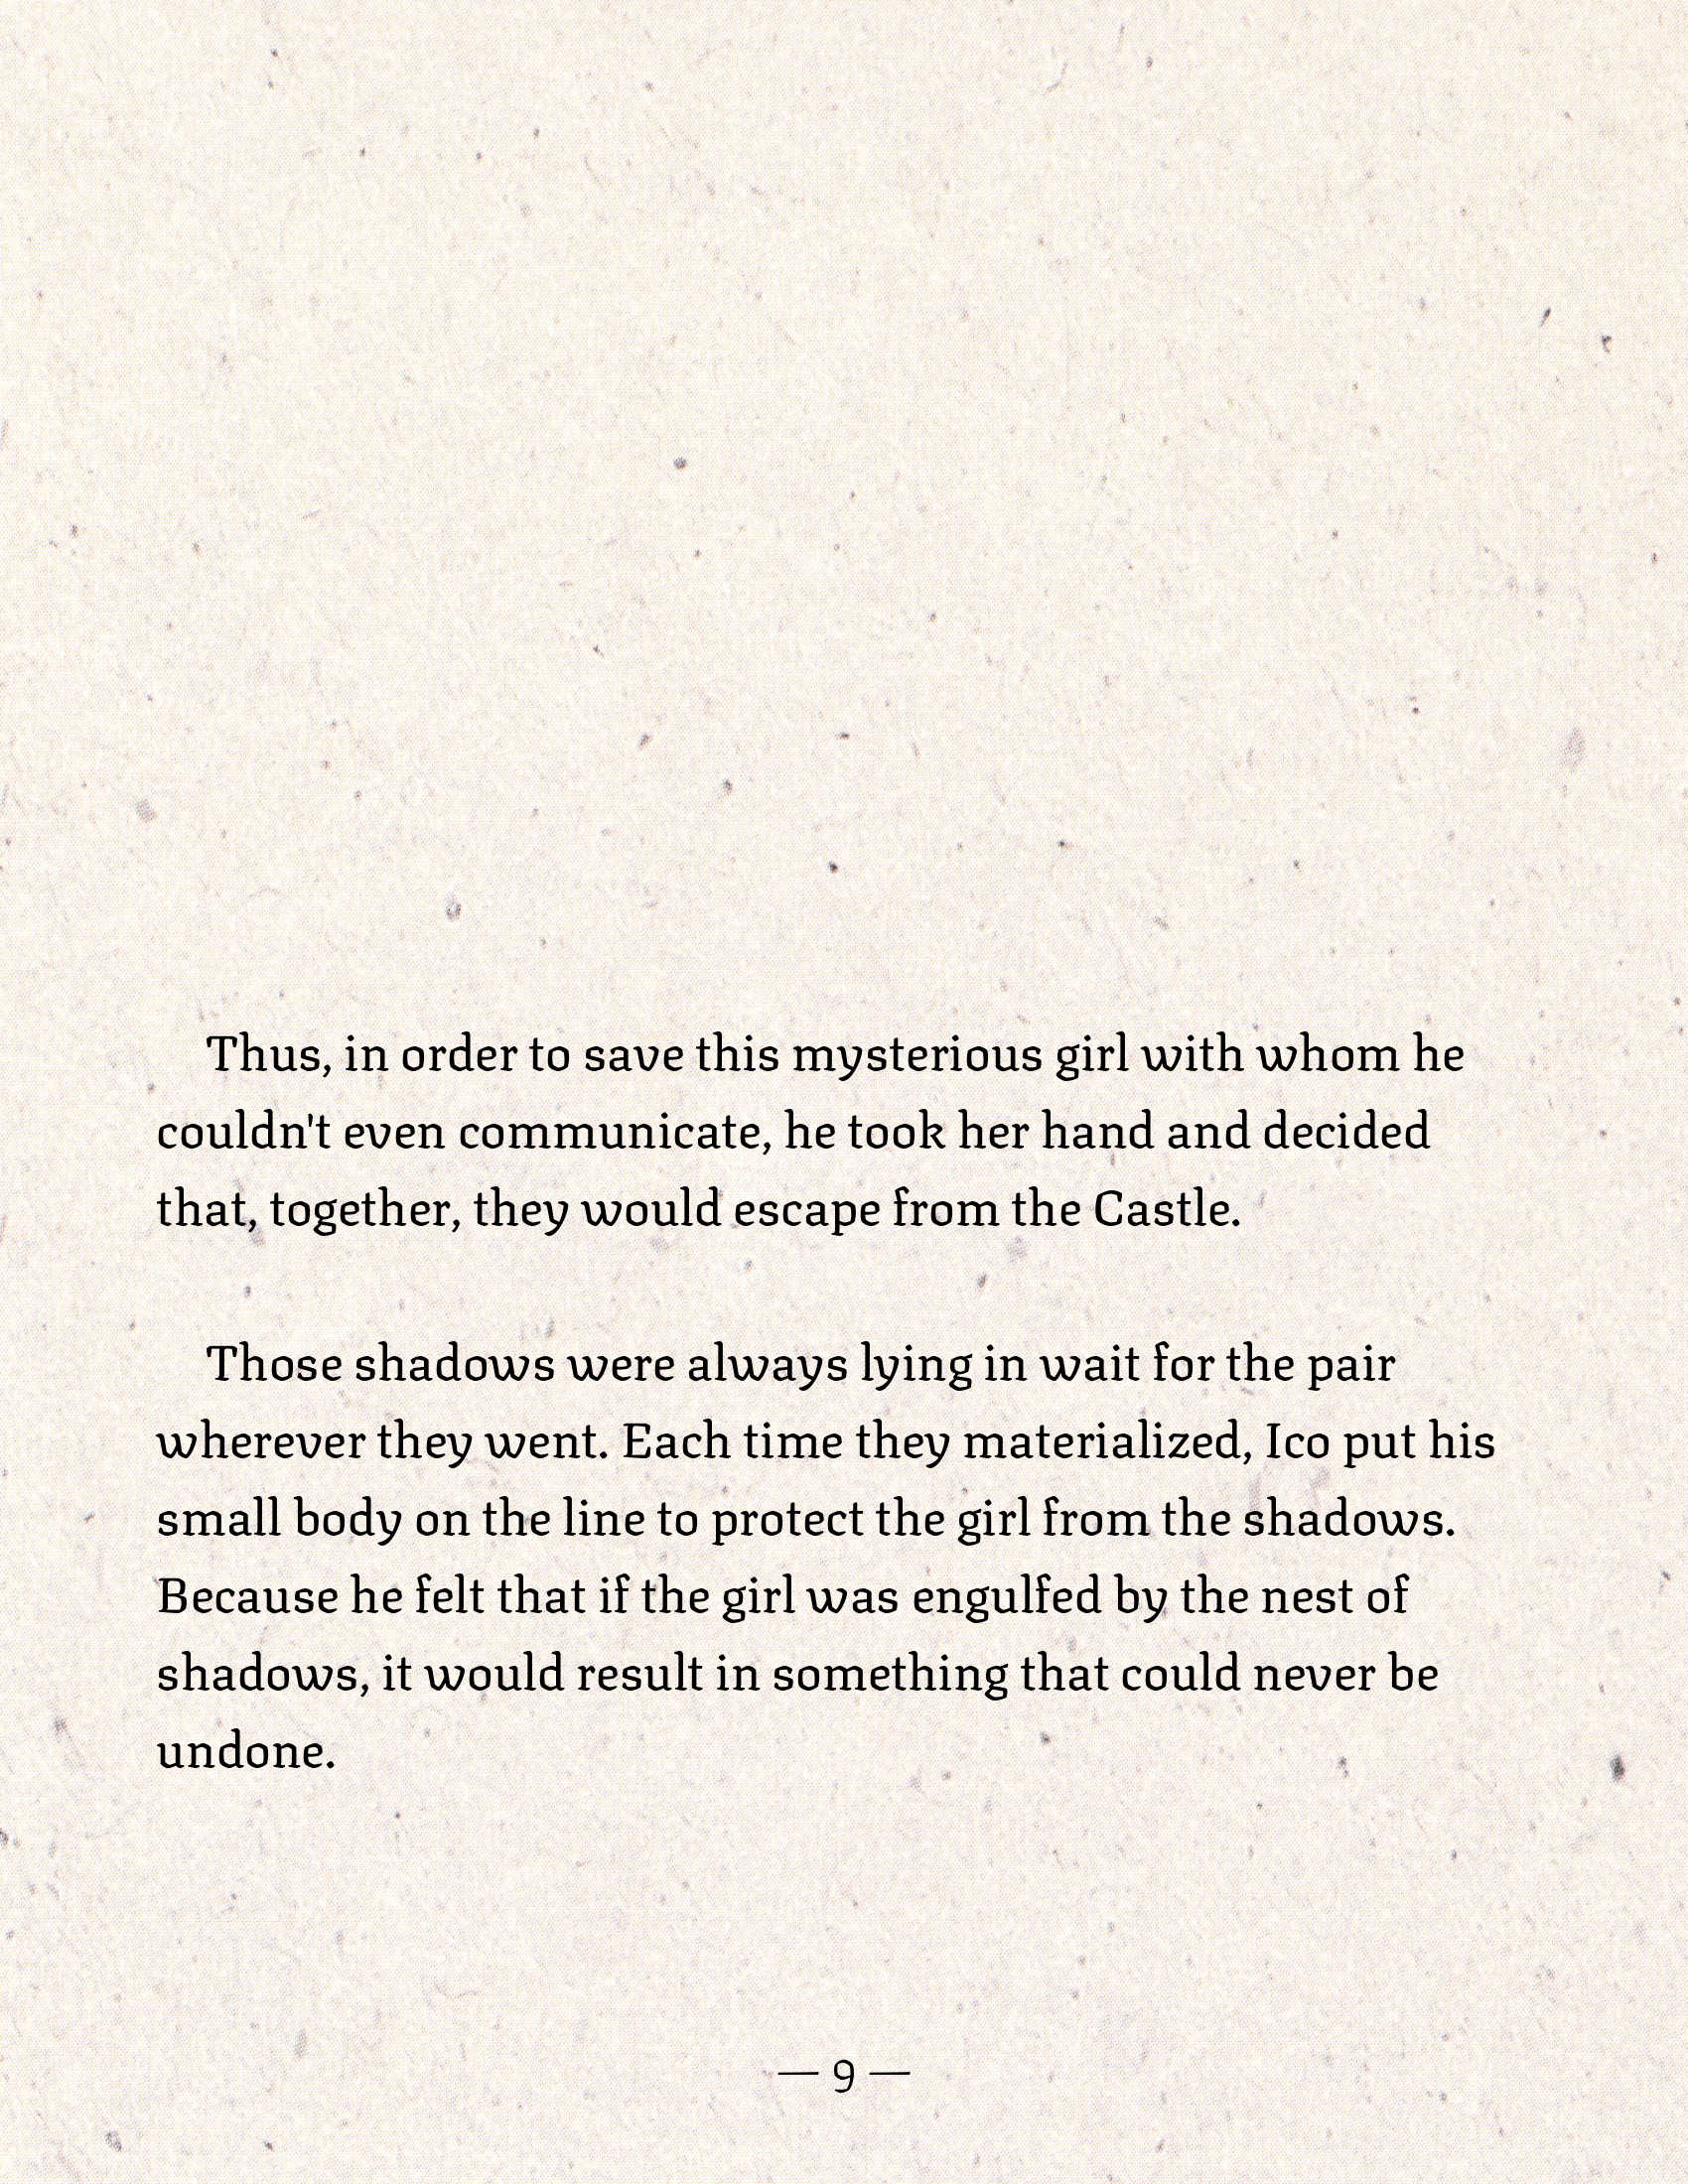 Thus, in order to save this mysterious girl with whom he
couldn't even communicate, he took her hand and decided
that, together, they would escape from the Castle.
Those shadows were always lying in wait for the pair
wherever they went. Each time they materialized, Ico put his
small body on the line to protect the girl from the shadows.
Because he felt that if the girl was engulfed by the nest of
shadows, it would result in something that could never be
undone.
— 9 —